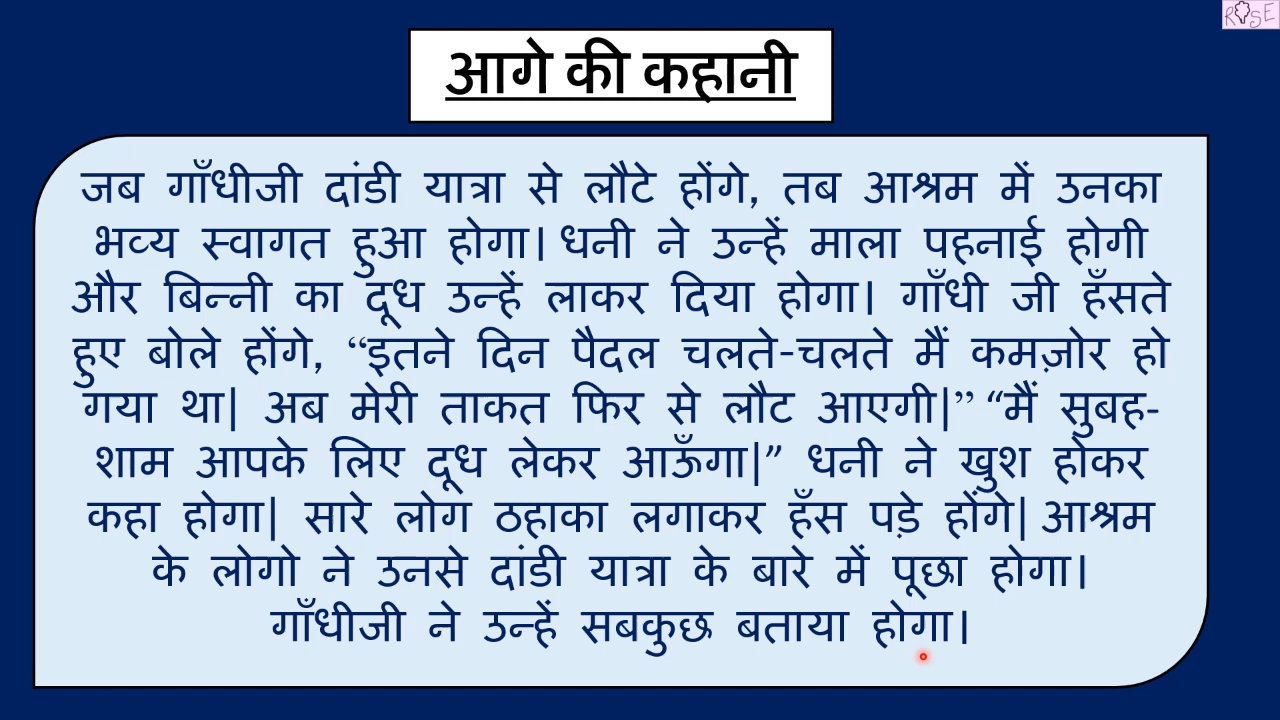 R SE
आगे की कहानी
जब गाँधीजी दांडी यात्रा से लौटे होंगे, तब आश्रम में उनका
भव्य स्वागत हुआ होगा। धनी ने उन्हें माला पहनाई होगी
और बिन्नी का दूध उन्हें लाकर दिया होगा। गाँधी जी हँसते
हुए बोले होंगे, “इतने दिन पैदल चलते-चलते मैं कमज़ोर हो
गया था| अब मेरी ताकत फिर से लौट आएगी|” “मैं सुबह-
शाम आपके लिए दूध लेकर आऊँगा|” धनी ने खुश होकर
कहा होगा| सारे लोग ठहाका लगाकर हँस पड़े होंगे| आश्रम
के लोगो ने उनसे दांडी यात्रा के बारे में पूछा होगा।
गाँधीजी ने उन्हें सबकुछ बताया होगा।